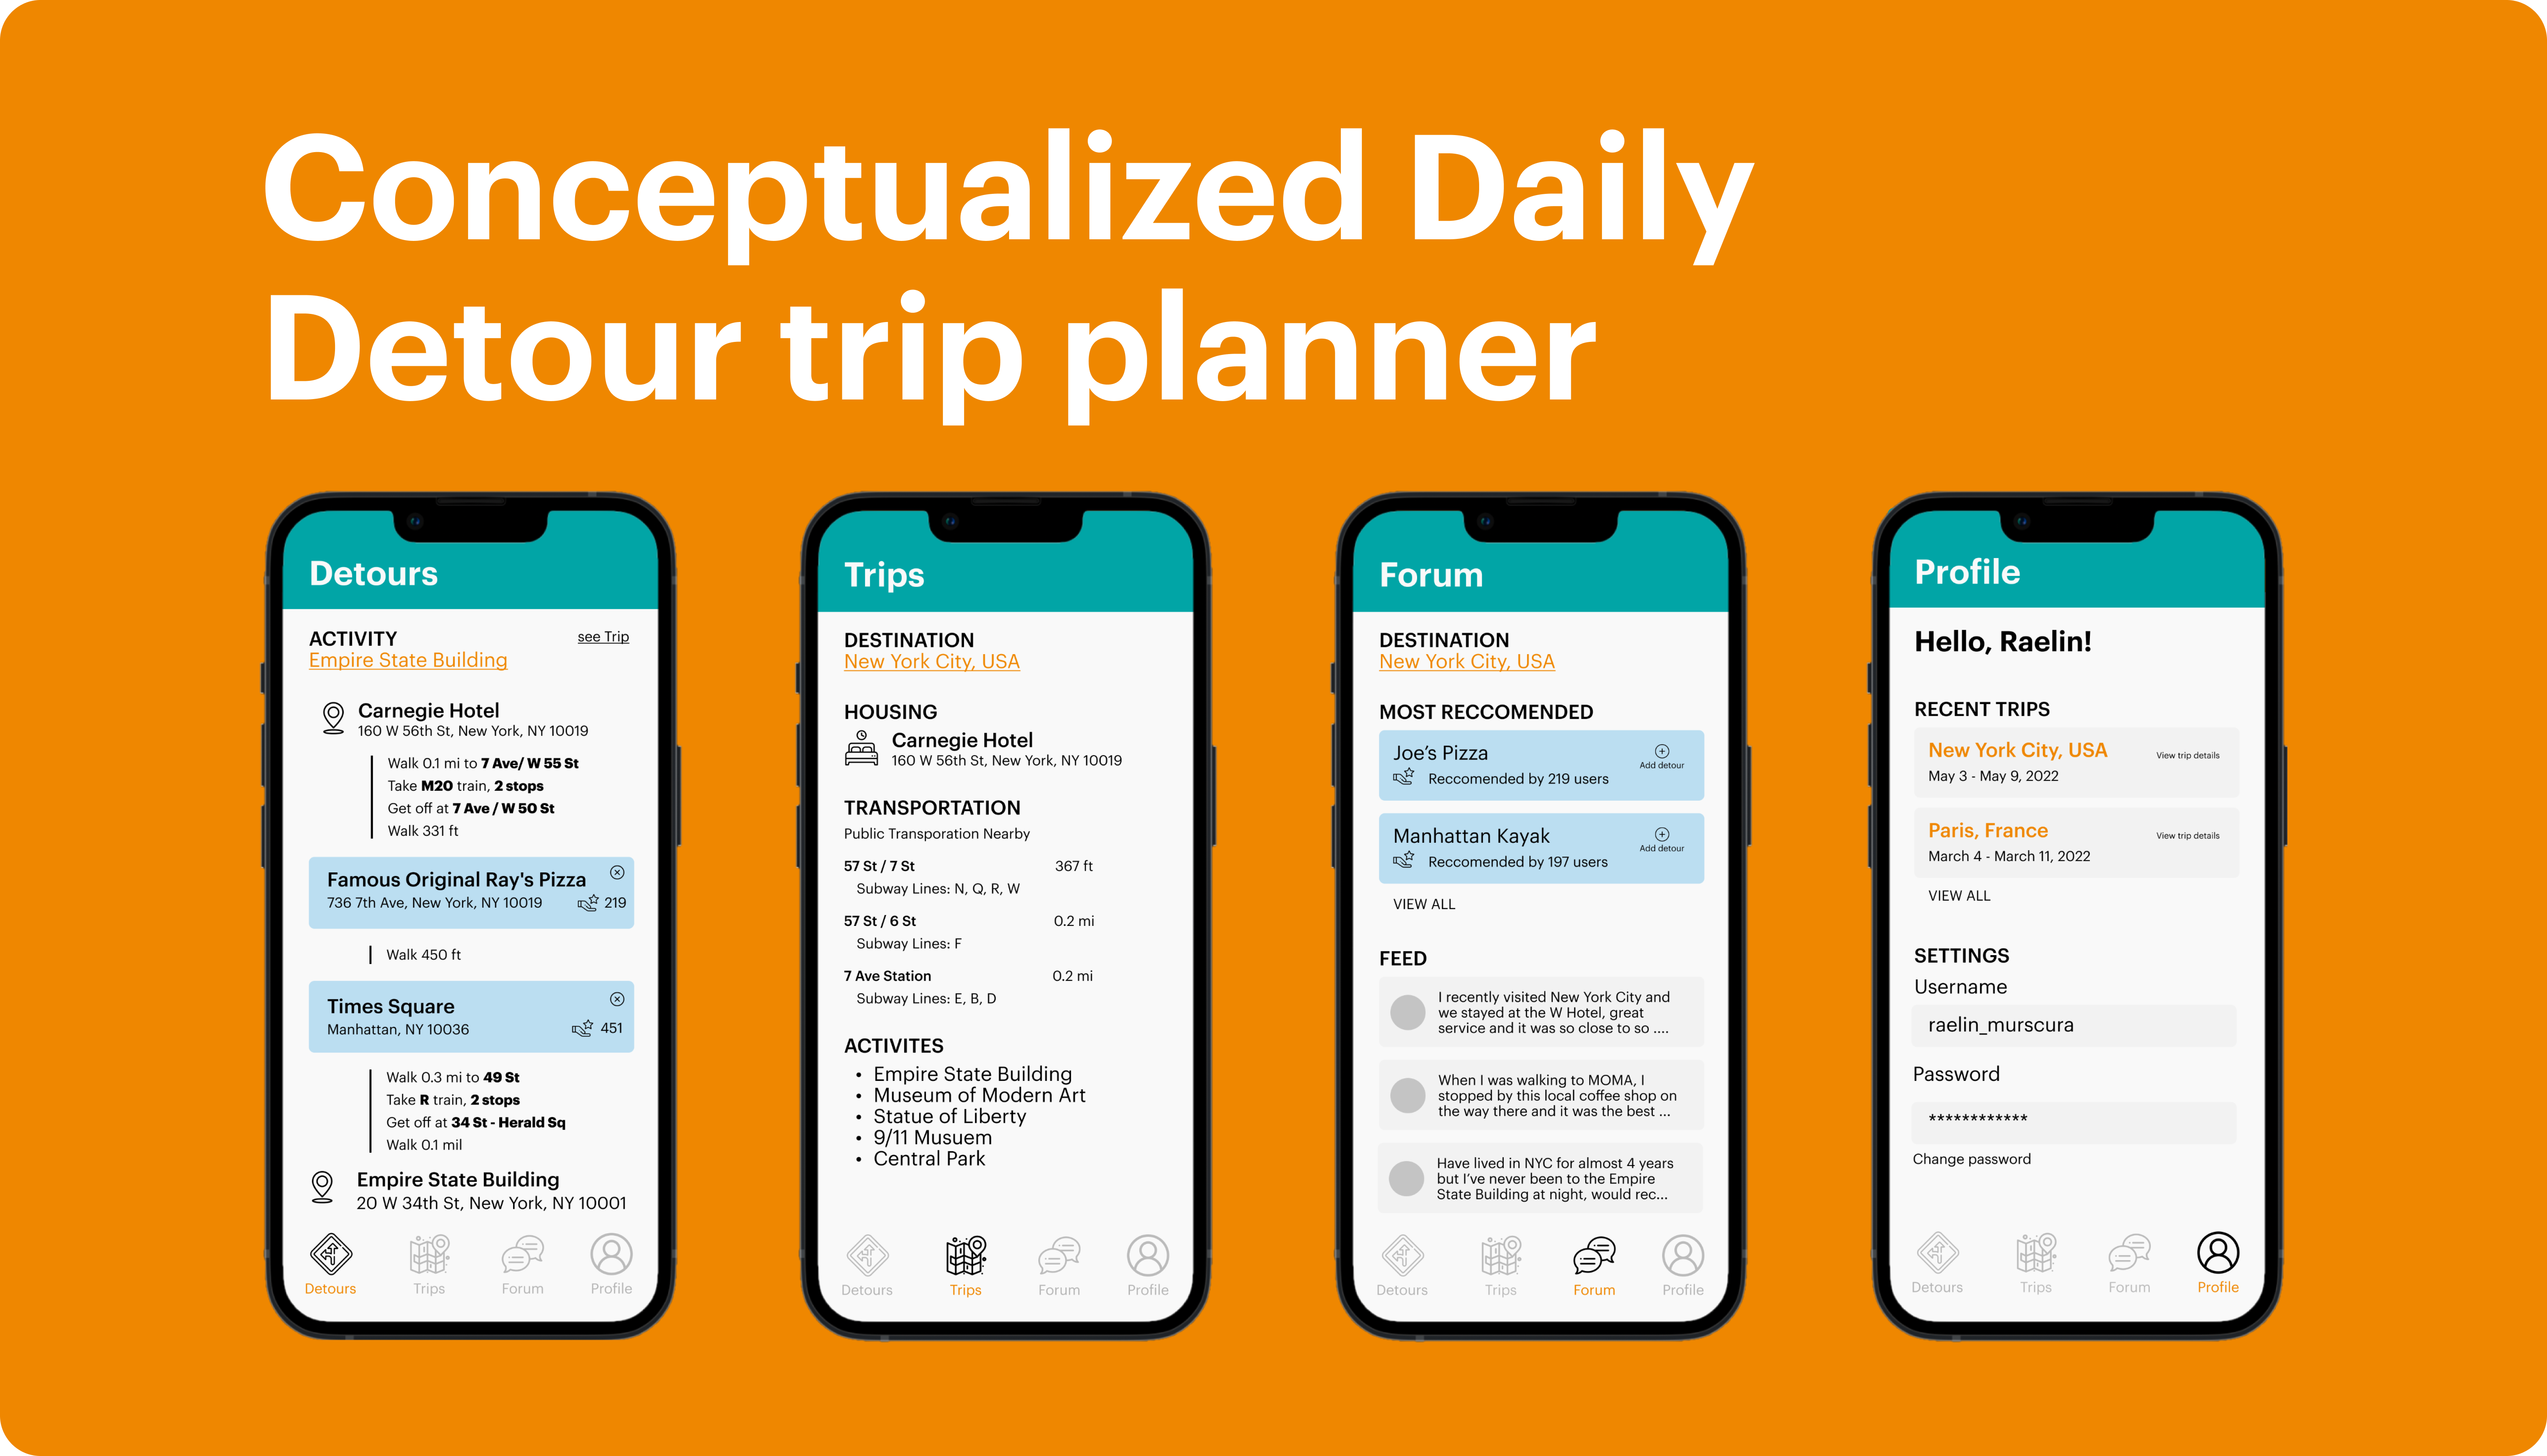 Conceptualized Daily
Detour trip planner
Detours
ACTIVITY
see Trip
Empire State Building
Carnegie Hotel
160 W 56th St, New York, NY 10019
Walk 0.1 mi to 7 Ave/ W 55 St
Take M20 train, 2 stops
Get off at 7 Ave / W 50 St
Walk 331 ft
Famous Original Ray's Pizza
736 7th Ave, New York, NY 10019
219
Walk 450 ft
Times Square
Manhattan, NY 10036
451
Walk 0.3 mi to 49 St
Take R train, 2 stops
Get off at 34 St - Herald Sq
Walk 0.1 mil
Empire State Building
20 W 34th St, New York, NY 10001
Detours
Trips
Forum
Profile
Trips
DESTINATION
New York City, USA
HOUSING
Carnegie Hotel
160 W 56th St, New York, NY 10019
TRANSPORTATION
Public Transporation Nearby
57 St / 7 St
367 ft
Subway Lines: N, Q, R, W
57 St / 6 St
0.2 mi
Subway Lines: F
7 Ave Station
0.2 mi
Subway Lines: E, B, D
ACTIVITES
• Empire State Building
• Museum of Modern Art
• Statue of Liberty
• 9/11 Musuem
• Central Park
Detours
Trips
Forum
Profile
Forum
DESTINATION
New York City, USA
MOST RECCOMENDED
Joe's Pizza
Add detour
Reccomended by 219 users
Manhattan Kayak
Add detour
Reccomended by 197 users
VIEW ALL
FEED
I recently visited New York City and
we stayed at the W Hotel, great
service and it was so close to so ....
When I was walking to MOMA, I
stopped by this local coffee shop on
the way there and it was the best ...
Have lived in NYC for almost 4 years
but I've never been to the Empire
State Building at night, would rec...
Detours
Trips
Forum
Profile
Profile
Hello, Raelin!
RECENT TRIPS
New York City, USA
View trip details
May 3 - May 9, 2022
Paris, France
View trip details
March 4 - March 11, 2022
VIEW ALL
SETTINGS
Username
raelin_murscura
Password
************
Change password
Detours
Trips
Forum
Profile